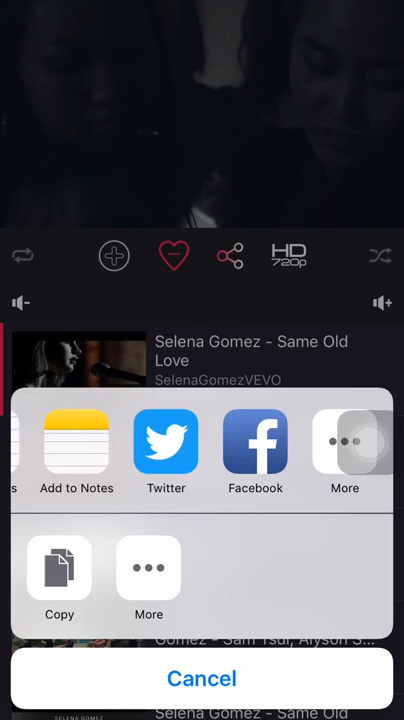 HD
720p
Selena Gomez - Same Old
Love
SelenaGomezVEVO
s
Add to Notes
Twitter
Facebook
More
Copy
More
Gomez - Sam Tsui, Alyson S...
Cancel
Selena Gomez - Same Old